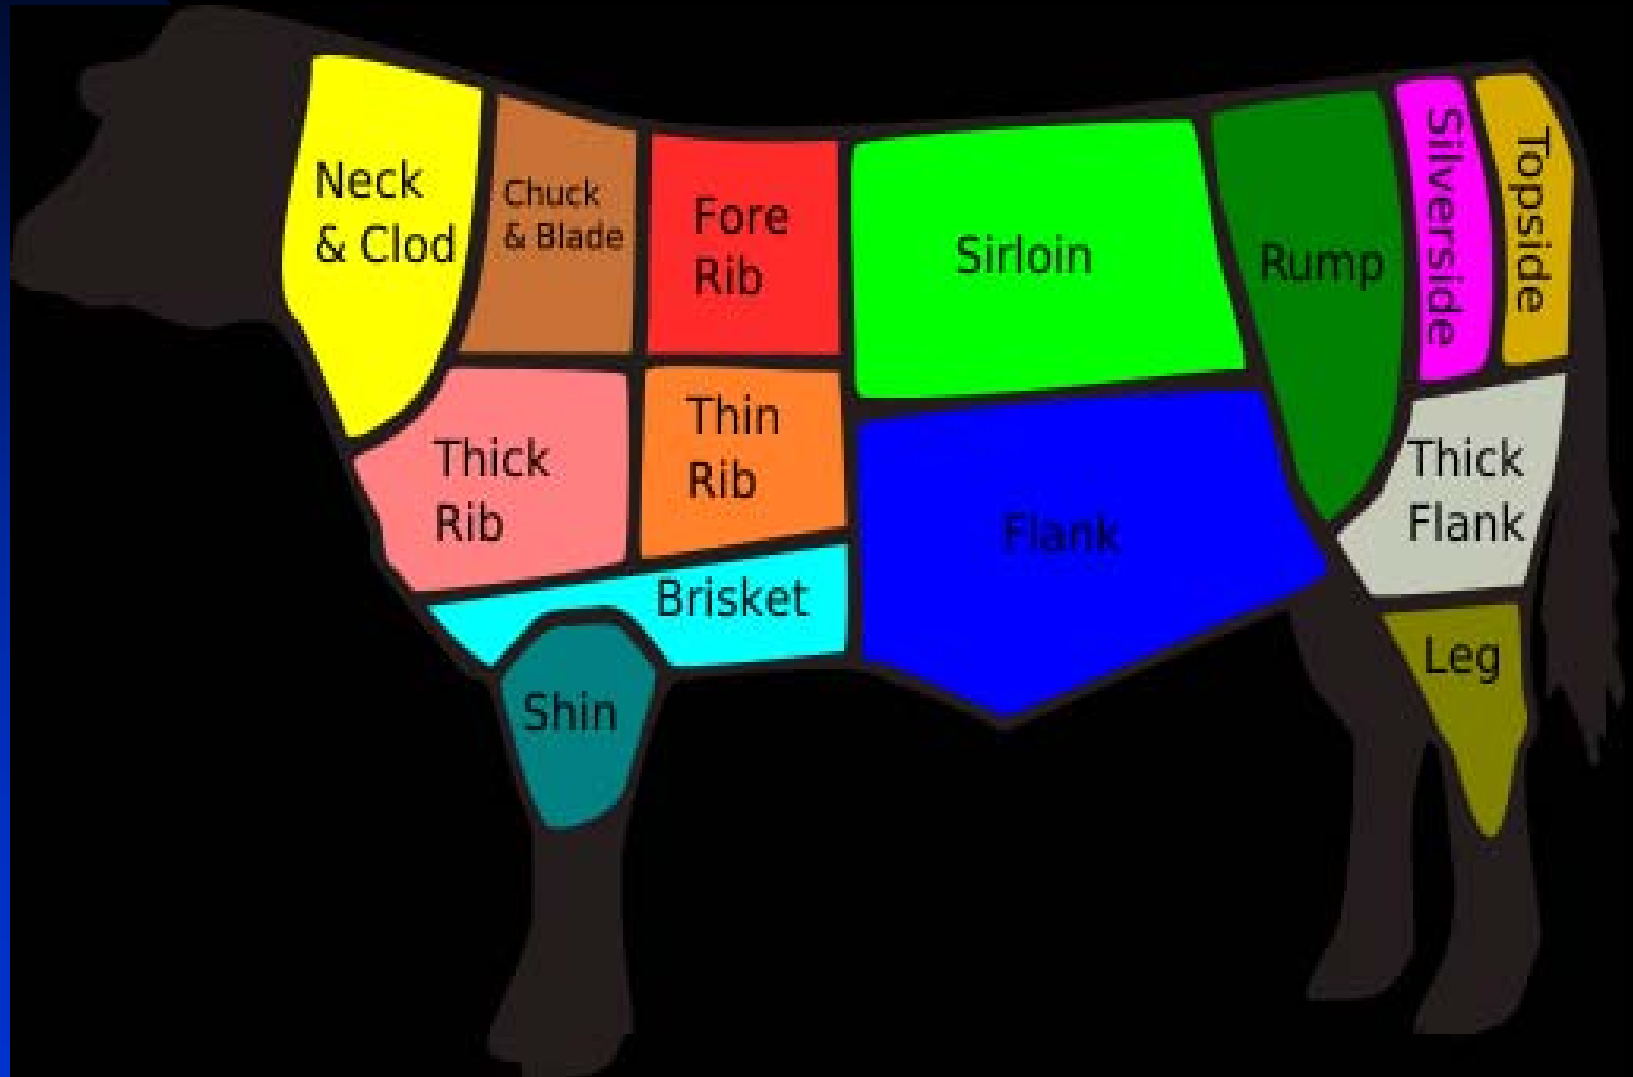 Neck
& Clod
Chuck
& Blade
Fore
Rib
Sirloin
Rump
Silverside
Topside
Thick
Rib
Thin
Rib
Flank
Thick
Flank
Brisket
Shin
Leg